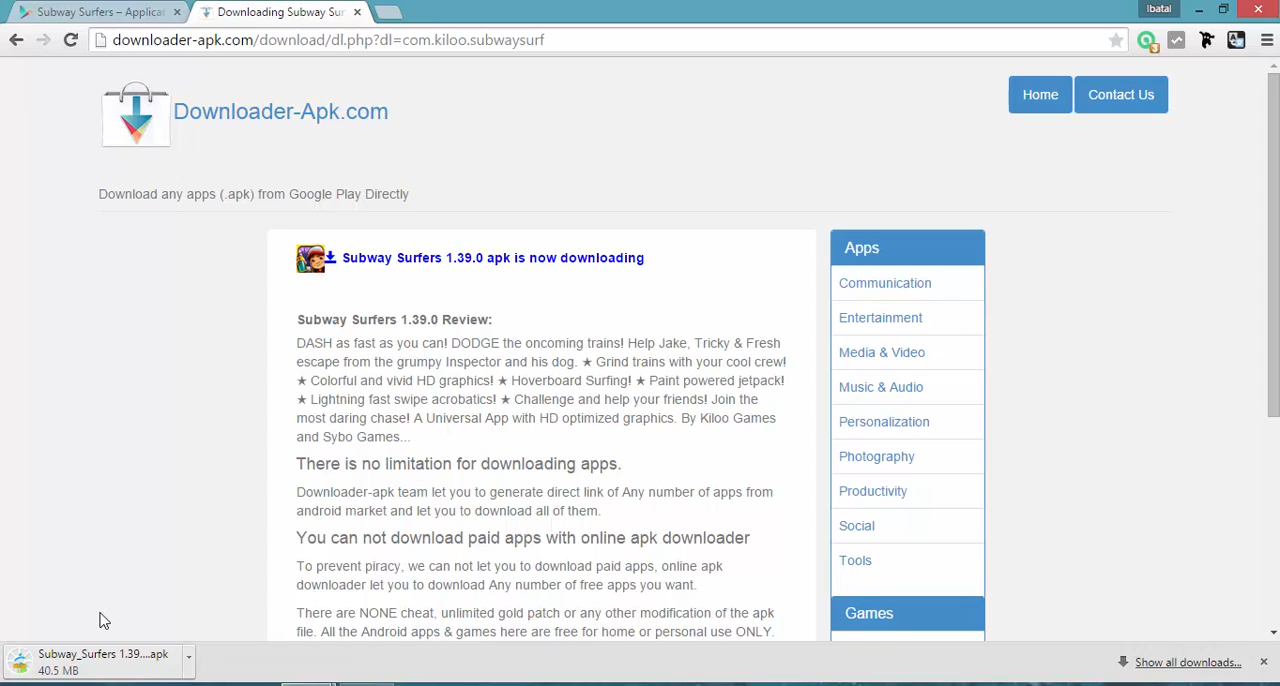 Subway Surfers – Applicat
Downloading Subway Sur
Ibatal
downloader-apk.com/download/dl.php?dl=com.kiloo.subwaysurf
3
Downloader-Apk.com
Home
Contact Us
Download any apps (.apk) from Google Play Directly
Subway Surfers 1.39.0 apk is now downloading
Subway Surfers 1.39.0 Review:
DASH as fast as you can! DODGE the oncoming trains! Help Jake, Tricky & Fresh
escape from the grumpy Inspector and his dog. ★ Grind trains with your cool crew!
★ Colorful and vivid HD graphics! ★ Hoverboard Surfing! ★ Paint powered jetpack!
★ Lightning fast swipe acrobatics! ★ Challenge and help your friends! Join the
most daring chase! A Universal App with HD optimized graphics. By Kiloo Games
and Sybo Games...
There is no limitation for downloading apps.
Downloader-apk team let you to generate direct link of Any number of apps from
android market and let you to download all of them.
You can not download paid apps with online apk downloader
To prevent piracy, we can not let you to download paid apps, online apk
downloader let you to download Any number of free apps you want.
There are NONE cheat, unlimited gold patch or any other modification of the apk
file. All the Android apps & games here are free for home or personal use ONLY.
Apps
Communication
Entertainment
Media & Video
Music & Audio
Personalization
Photography
Productivity
Social
Tools
Games
Subway_Surfers 1.39....apk
40.5 MB
Show all downloads...